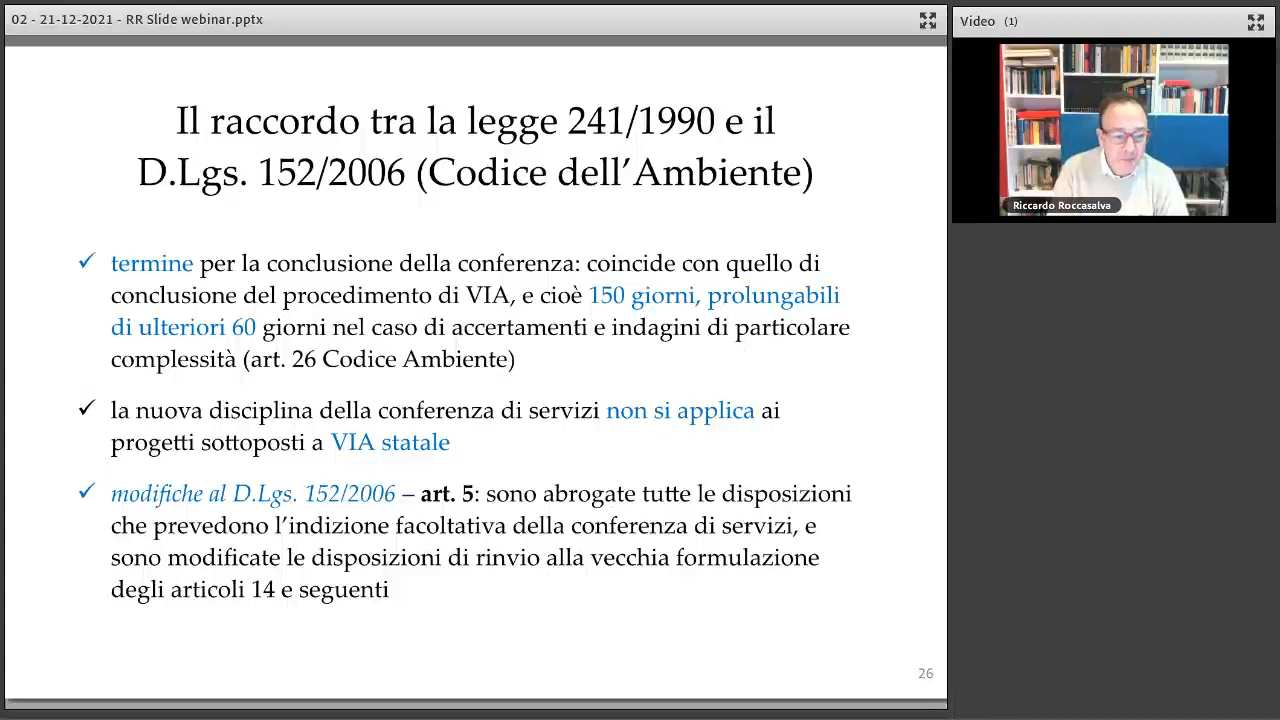 02 - 21-12-2021 - RR Slide webinar.pptx
Video (1)
Il raccordo tra la legge 241/1990 e il
D.Lgs. 152/2006 (Codice dell’Ambiente)
✓ termine per la conclusione della conferenza: coincide con quello di
conclusione del procedimento di VIA, e cioè 150 giorni, prolungabili
di ulteriori 60 giorni nel caso di accertamenti e indagini di particolare
complessità (art. 26 Codice Ambiente)
✓ la nuova disciplina della conferenza di servizi non si applica ai
progetti sottoposti a VIA statale
✓ modifiche al D.Lgs. 152/2006 – art. 5: sono abrogate tutte le disposizioni
che prevedono l’indizione facoltativa della conferenza di servizi, e
sono modificate le disposizioni di rinvio alla vecchia formulazione
degli articoli 14 e seguenti
26
Riccardo Roccasalva